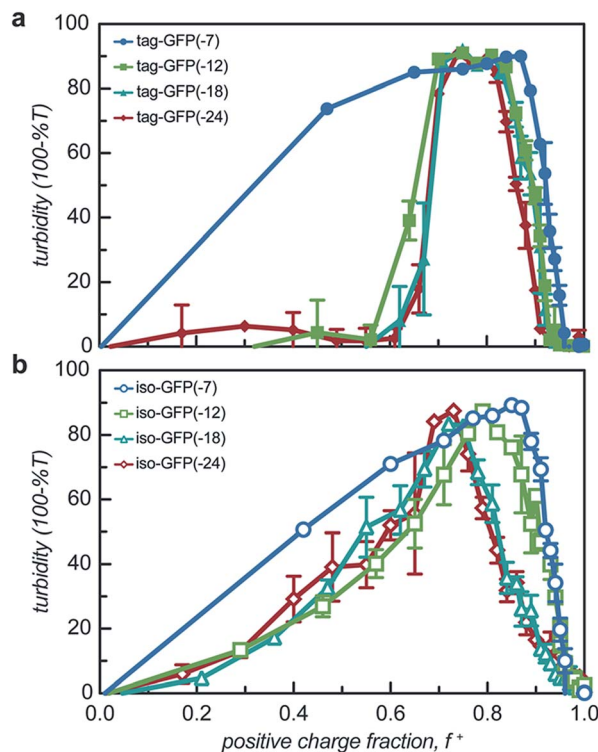 a
100
80
60
40
20
0
turbidity (100-%T)
tag-GFP(-7)
tag-GFP(-12)
tag-GFP(-18)
tag-GFP(-24)
b
100
80
60
40
20
0
turbidity (100-%T)
iso-GFP(-7)
iso-GFP(-12)
iso-GFP(-18)
iso-GFP(-24)
0.0 0.2 0.4 0.6 0.8 1.0
positive charge fraction, f⁺